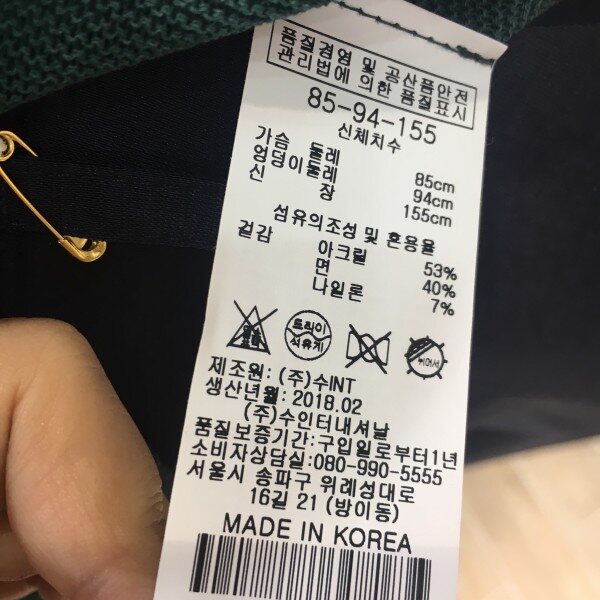 품질경영 및 공산품안전
관리법에 의한 품질표시
85-94-155
신체치수
가슴 둘레 85cm
엉덩이둘레 94cm
신 장 155cm
섬유의조성 및 혼용율
겉감 아크릴 53%
면 40%
나일론 7%
드라이
석유계
뉘어서
제조원: (주)수INT
생산년월: 2018.02
(주)수인터내셔날
품질보증기간:구입일로부터1년
소비자상담실:080-990-5555
서울시 송파구 위례성대로
16길 21 (방이동)
MADE IN KOREA